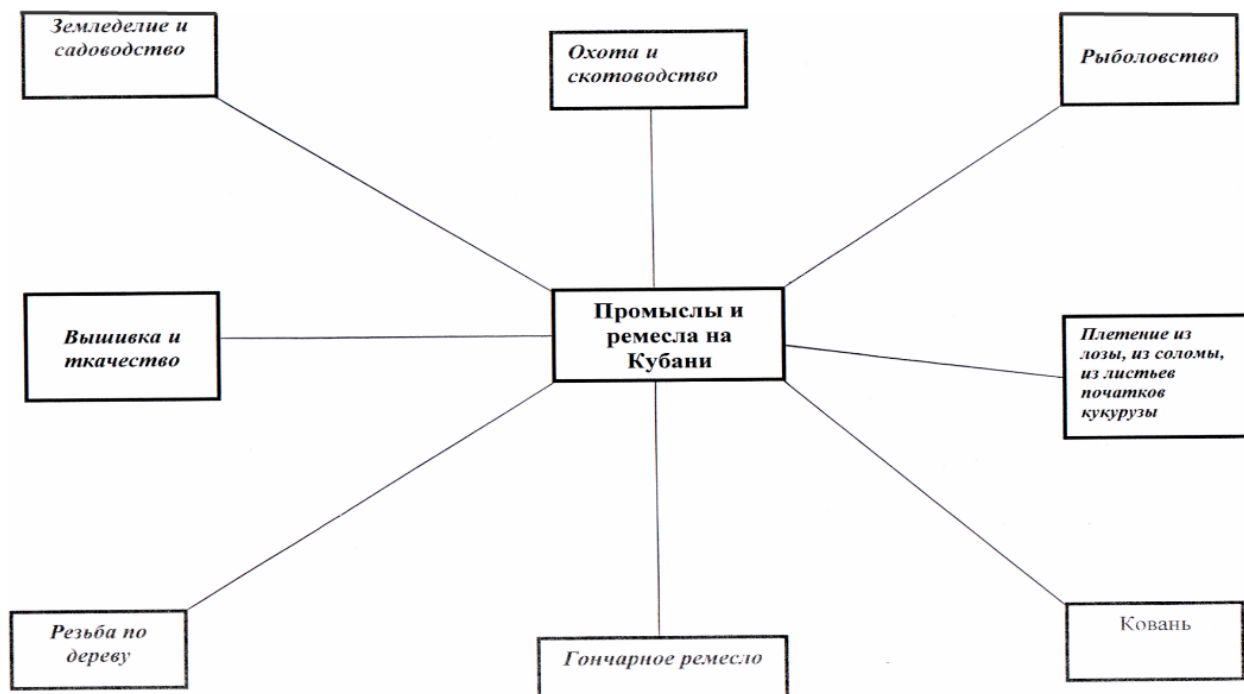 Земледелие и
садоводство
Охота и
скотоводство
Рыболовство
Промыслы и
ремесла на
Кубани
Вышивка и
ткачество
Плетение из
лозы, из соломы,
из листьев
початков
кукурузы
Резьба по
дереву
Гончарное ремесло
Ковань